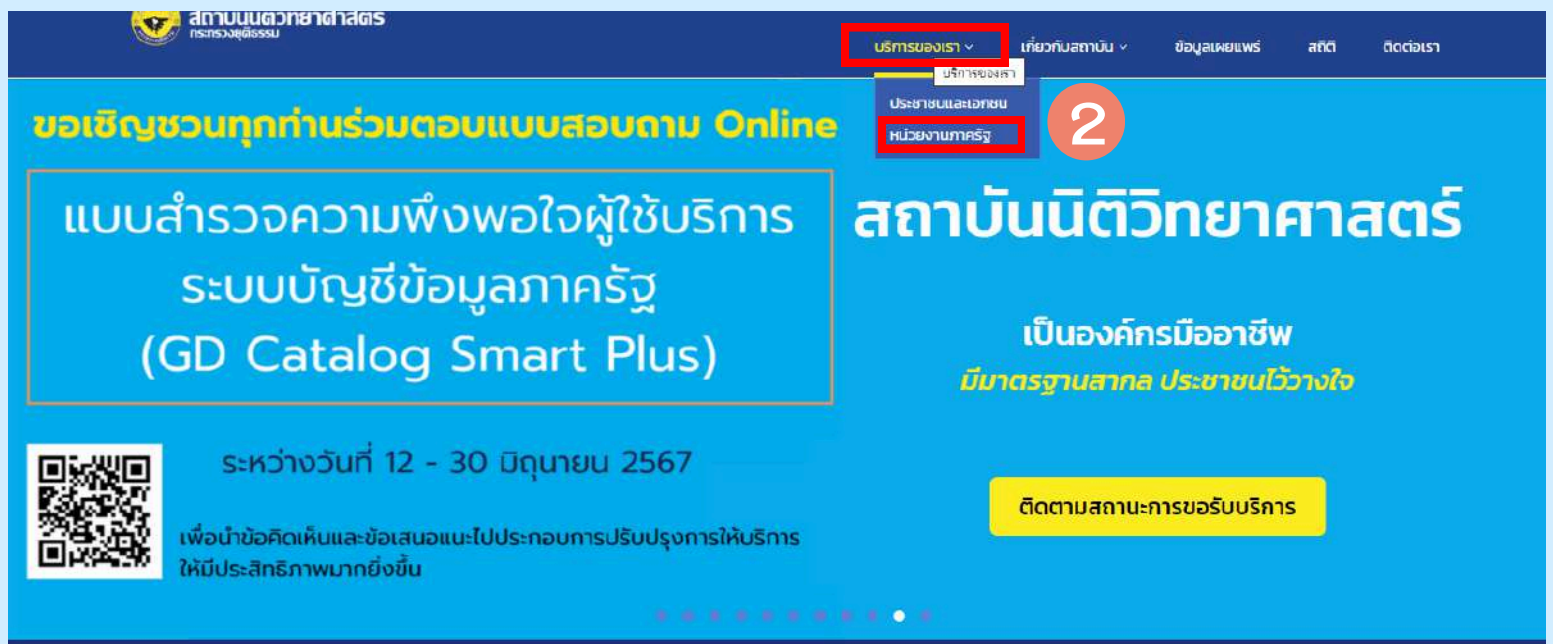 สถาบันนิติวิทยาศาสตร์
กระทรวงยุติธรรม
บริการของเรา
เกี่ยวกับสถาบัน
ข้อมูลเผยแพร่
สถิติ
ติดต่อเรา
บริการของเรา
ประชาชนและเอกชน
หน่วยงานภาครัฐ
2
ขอเชิญชวนทุกท่านร่วมตอบแบบสอบถาม Online
แบบสำรวจความพึงพอใจผู้ใช้บริการ
ระบบบัญชีข้อมูลภาครัฐ
(GD Catalog Smart Plus)
ระหว่างวันที่ 12 - 30 มิถุนายน 2567
เพื่อนำข้อคิดเห็นและข้อเสนอแนะไปประกอบการปรับปรุงการให้บริการ
ให้มีประสิทธิภาพมากยิ่งขึ้น
สถาบันนิติวิทยาศาสตร์
เป็นองค์กรมืออาชีพ
มีมาตรฐานสากล ประชาชนไว้วางใจ
ติดตามสถานะการขอรับบริการ